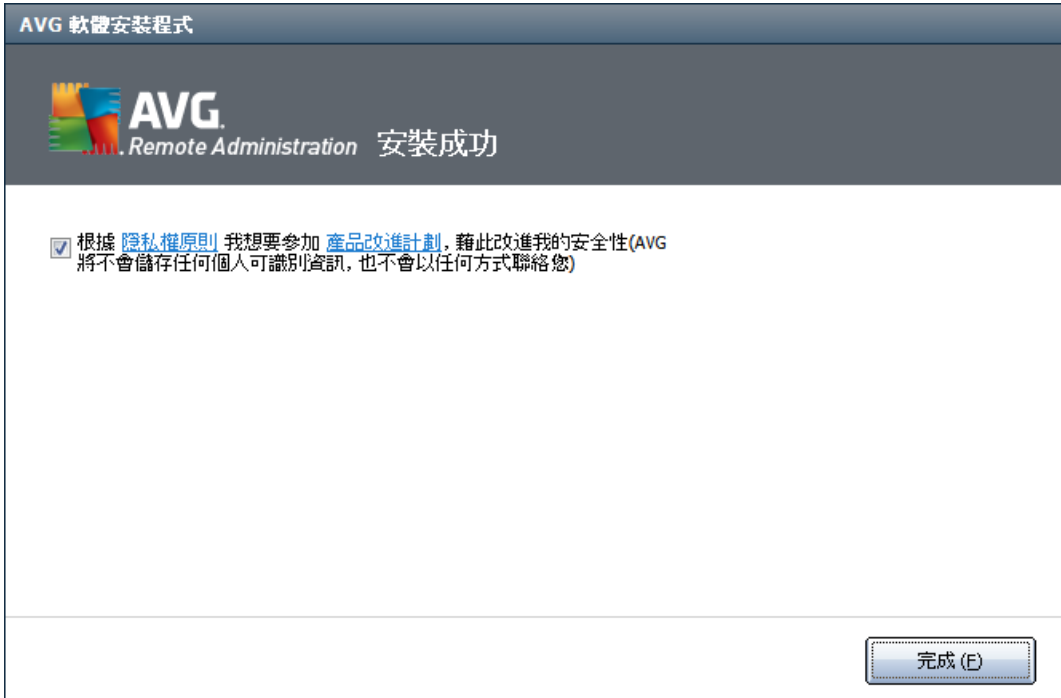 AVG 軟體安裝程式
AVG.
Remote Administration 安裝成功
根據 隱私權原則 我想要參加 產品改進計劃, 藉此改進我的安全性(AVG
將不會儲存任何個人可識別資訊, 也不會以任何方式聯絡您)
完成 (F)